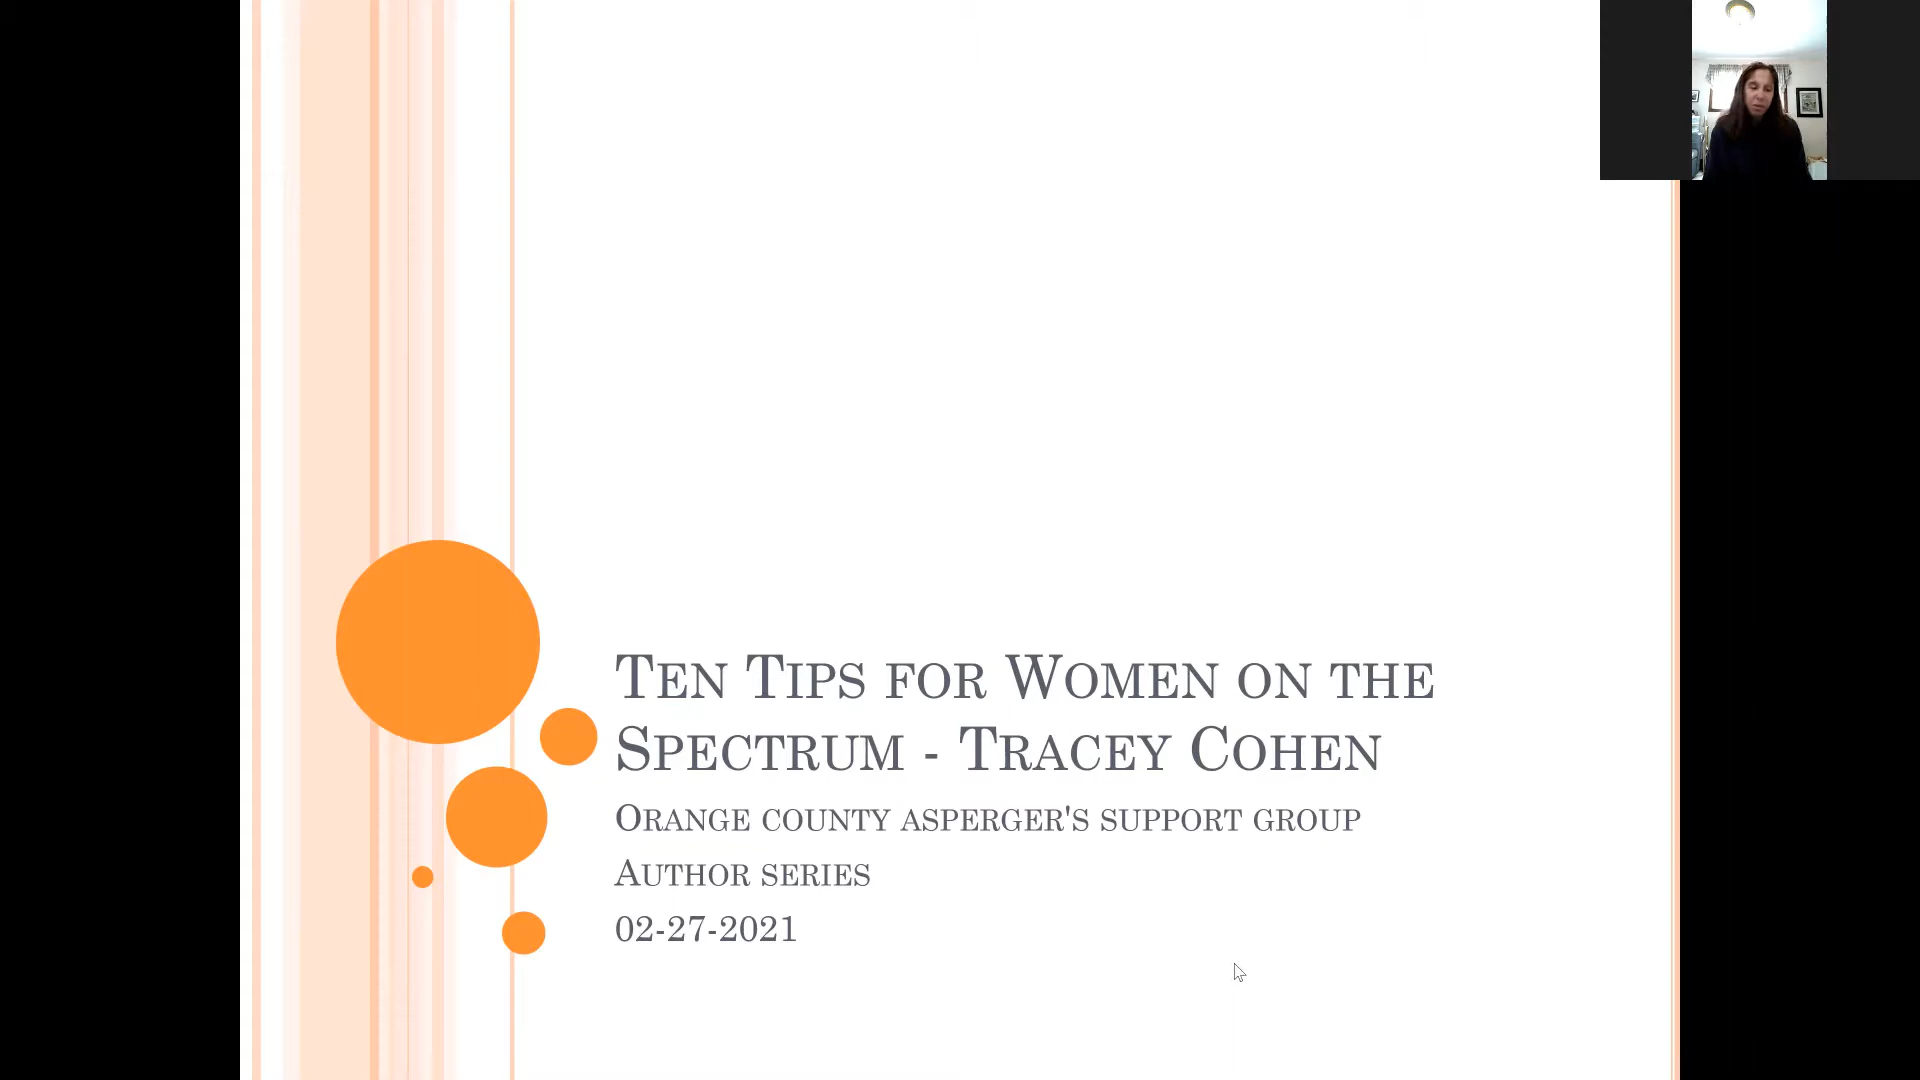 Ten Tips for Women on the
Spectrum - Tracey Cohen
Orange county asperger's support group
Author series
02-27-2021